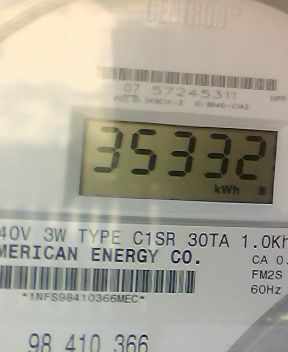 CENTRON®
07 57245311
35332
kWh
40V 3W TYPE C1SR 30TA 1.0Kh
MERICAN ENERGY CO.
CA 0.
FM2S
60Hz
*1NFS98410366MEC*
98 410 366